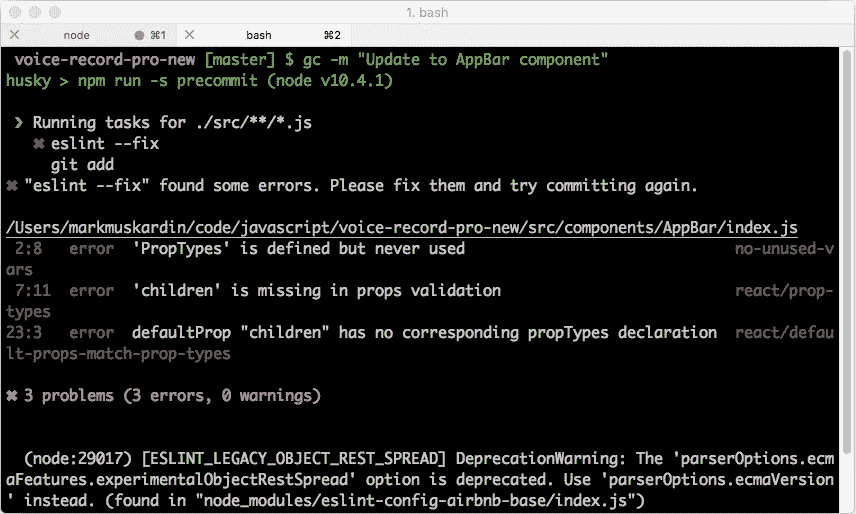 1. bash
node ⌘1 bash ⌘2
voice-record-pro-new [master] $ gc -m "Update to AppBar component"
husky > npm run -s precommit (node v10.4.1)
❯ Running tasks for ./src/**/*.js
✖ eslint --fix
git add
✖ "eslint --fix" found some errors. Please fix them and try committing again.
/Users/markmuskardin/code/javascript/voice-record-pro-new/src/components/AppBar/index.js
2:8 error 'PropTypes' is defined but never used no-unused-v
ars
7:11 error 'children' is missing in props validation react/prop-
types
23:3 error defaultProp "children" has no corresponding propTypes declaration react/defau
lt-props-match-prop-types
✖ 3 problems (3 errors, 0 warnings)
(node:29017) [ESLINT_LEGACY_OBJECT_REST_SPREAD] DeprecationWarning: The 'parserOptions.ecm
aFeatures.experimentalObjectRestSpread' option is deprecated. Use 'parserOptions.ecmaVersion
' instead. (found in "node_modules/eslint-config-airbnb-base/index.js")